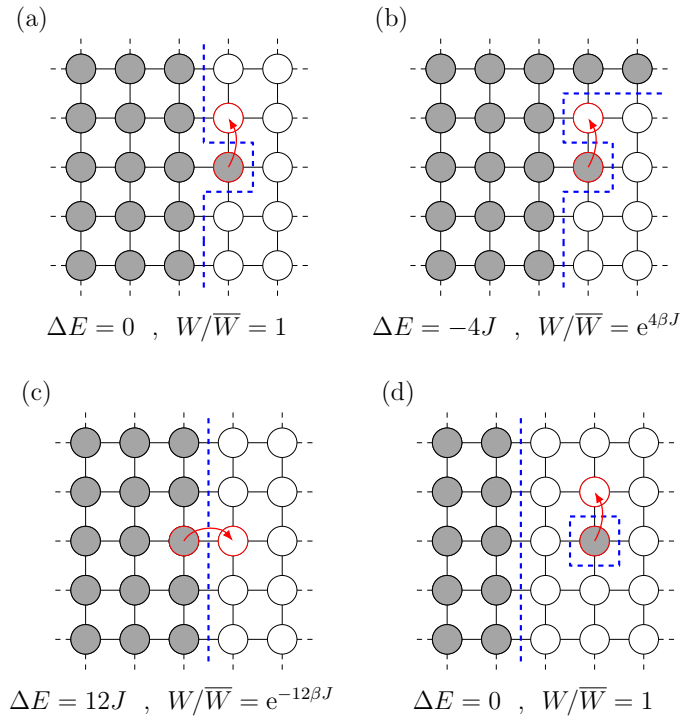 (a)
(b)
ΔE = 0 , W/W̅ = 1
ΔE = −4J , W/W̅ = e^{4βJ}
(c)
(d)
ΔE = 12J , W/W̅ = e^{−12βJ}
ΔE = 0 , W/W̅ = 1